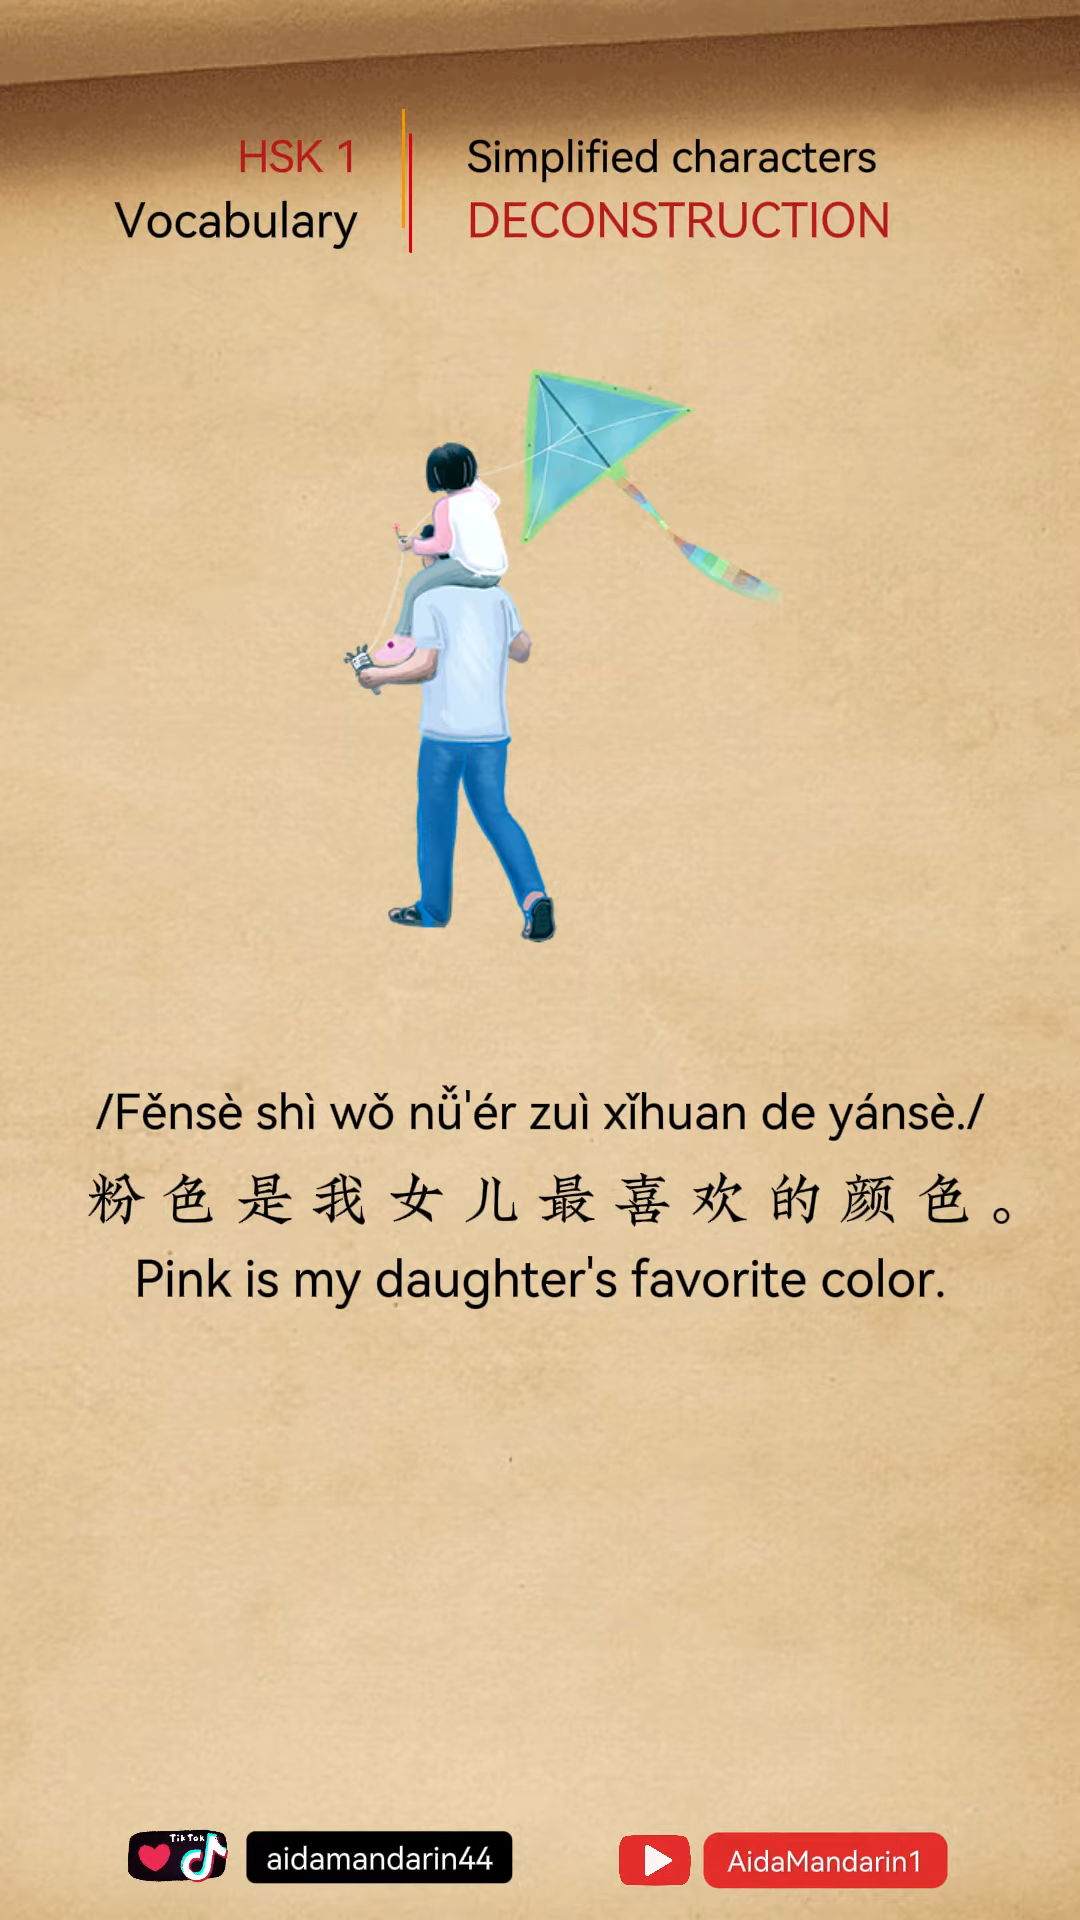 HSK 1
Vocabulary
Simplified characters
DECONSTRUCTION
/Fěnsè shì wǒ nǚ'ér zuì xǐhuan de yánsè./
粉色是我女儿最喜欢的颜色。
Pink is my daughter's favorite color.
TikTok
aidamandarin44
AidaMandarin1